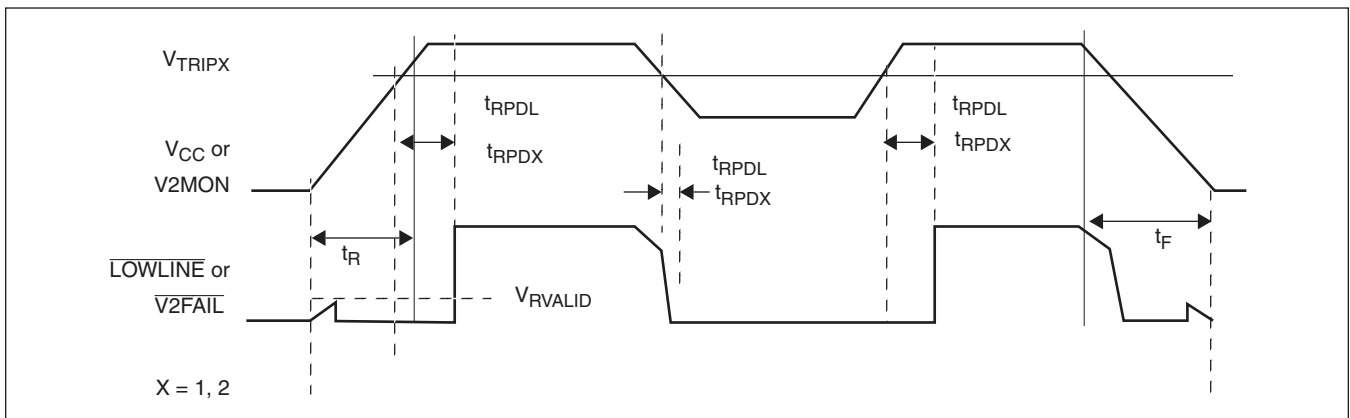 VTRIPX
tRPDL
tRPDX
tRPDL
tRPDX
tRPDL
tRPDX
VCC or
V2MON
tR
tF
LOWLINE or
V2FAIL
VRVALID
X = 1, 2